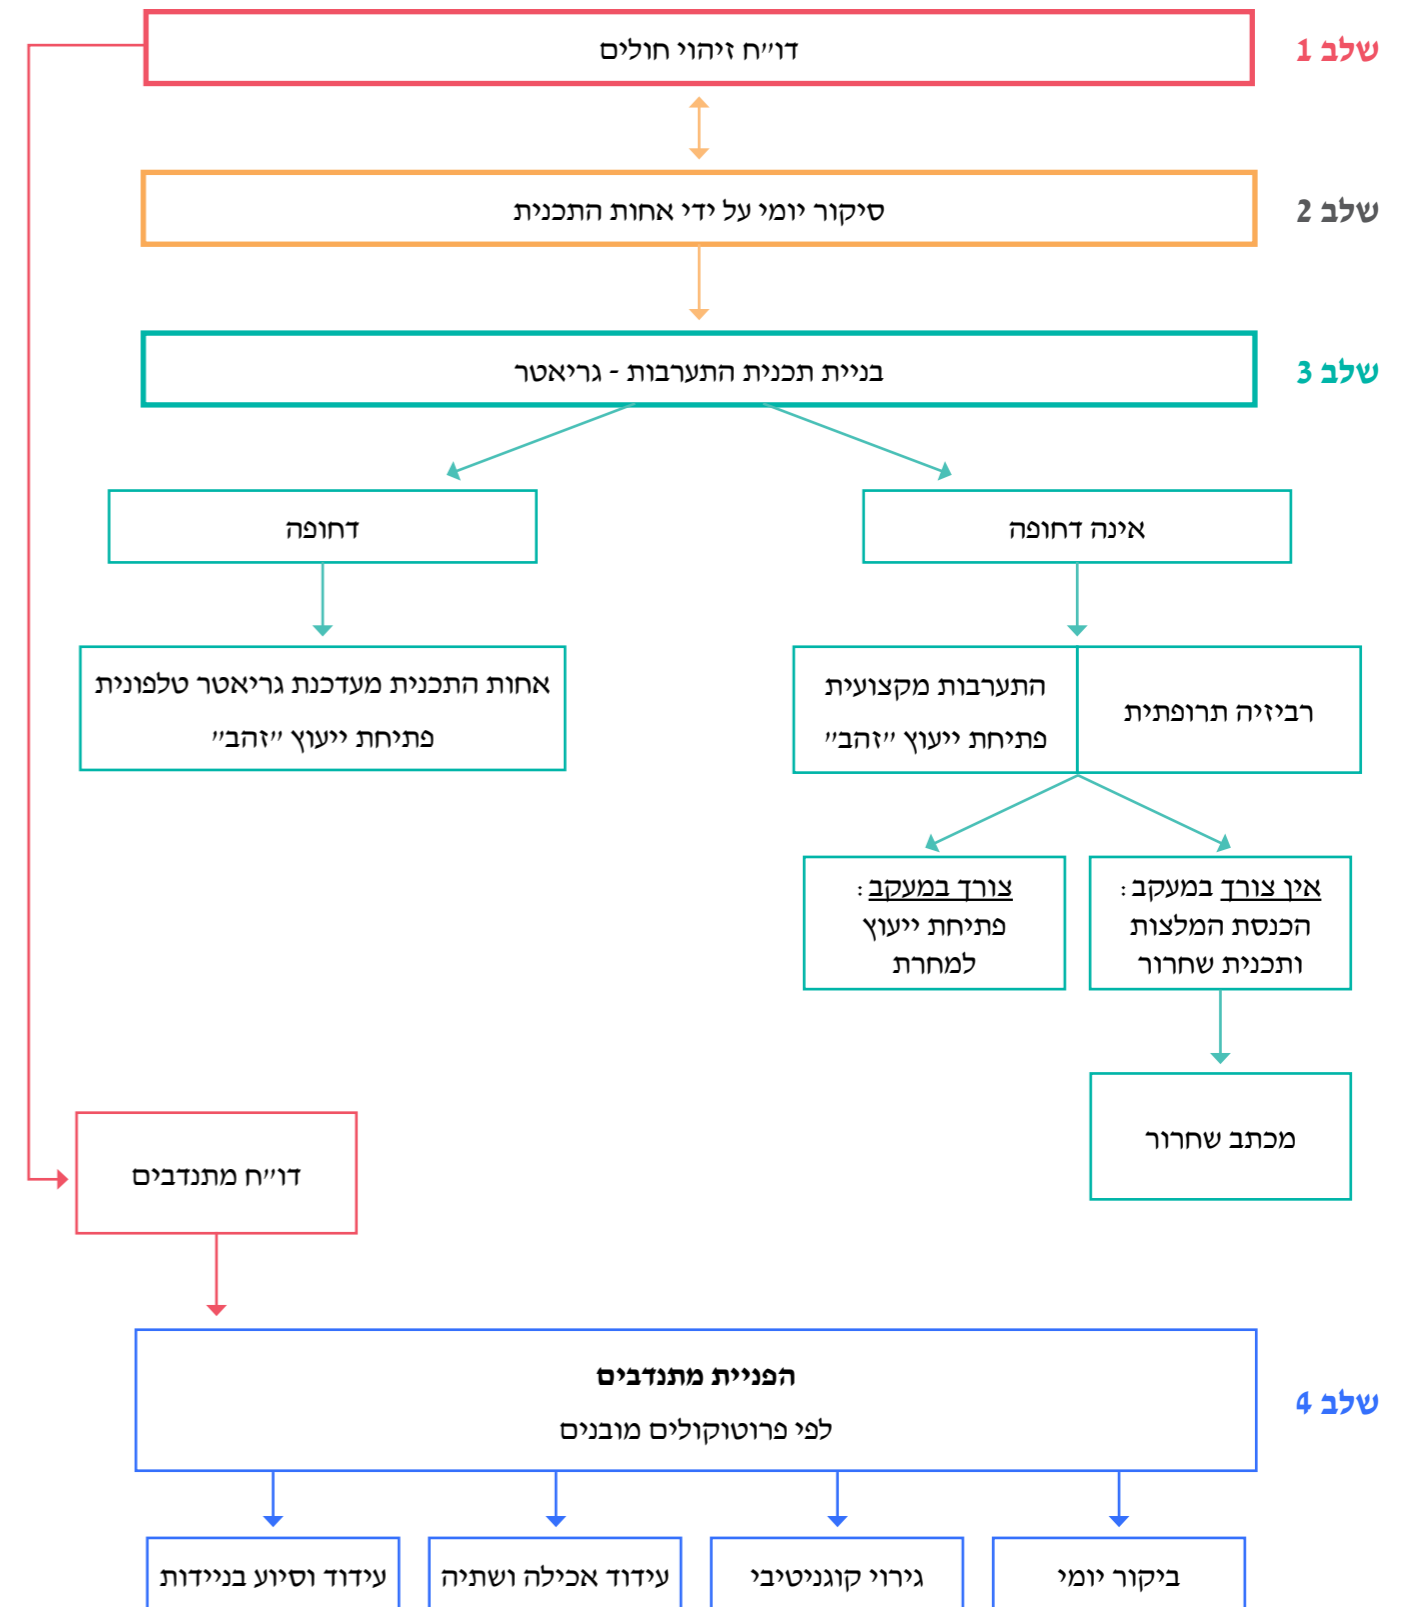 שלב 1
דו״ח זיהוי חולים
שלב 2
סיקור יומי על ידי אחות התכנית
שלב 3
בניית תכנית התערבות - גריאטר
אינה דחופה
דחופה
רביזיה תרופתית
התערבות מקצועית
פתיחת ייעוץ ״זהב״
אחות התכנית מעדכנת גריאטר טלפונית
פתיחת ייעוץ ״זהב״
אין צורך במעקב:
הכנסת המלצות
ותכנית שחרור
צורך במעקב:
פתיחת ייעוץ
למחרת
מכתב שחרור
דו״ח מתנדבים
שלב 4
הפניית מתנדבים
לפי פרוטוקולים מובנים
ביקור יומי
גירוי קוגניטיבי
עידוד אכילה ושתיה
עידוד וסיוע בניידות